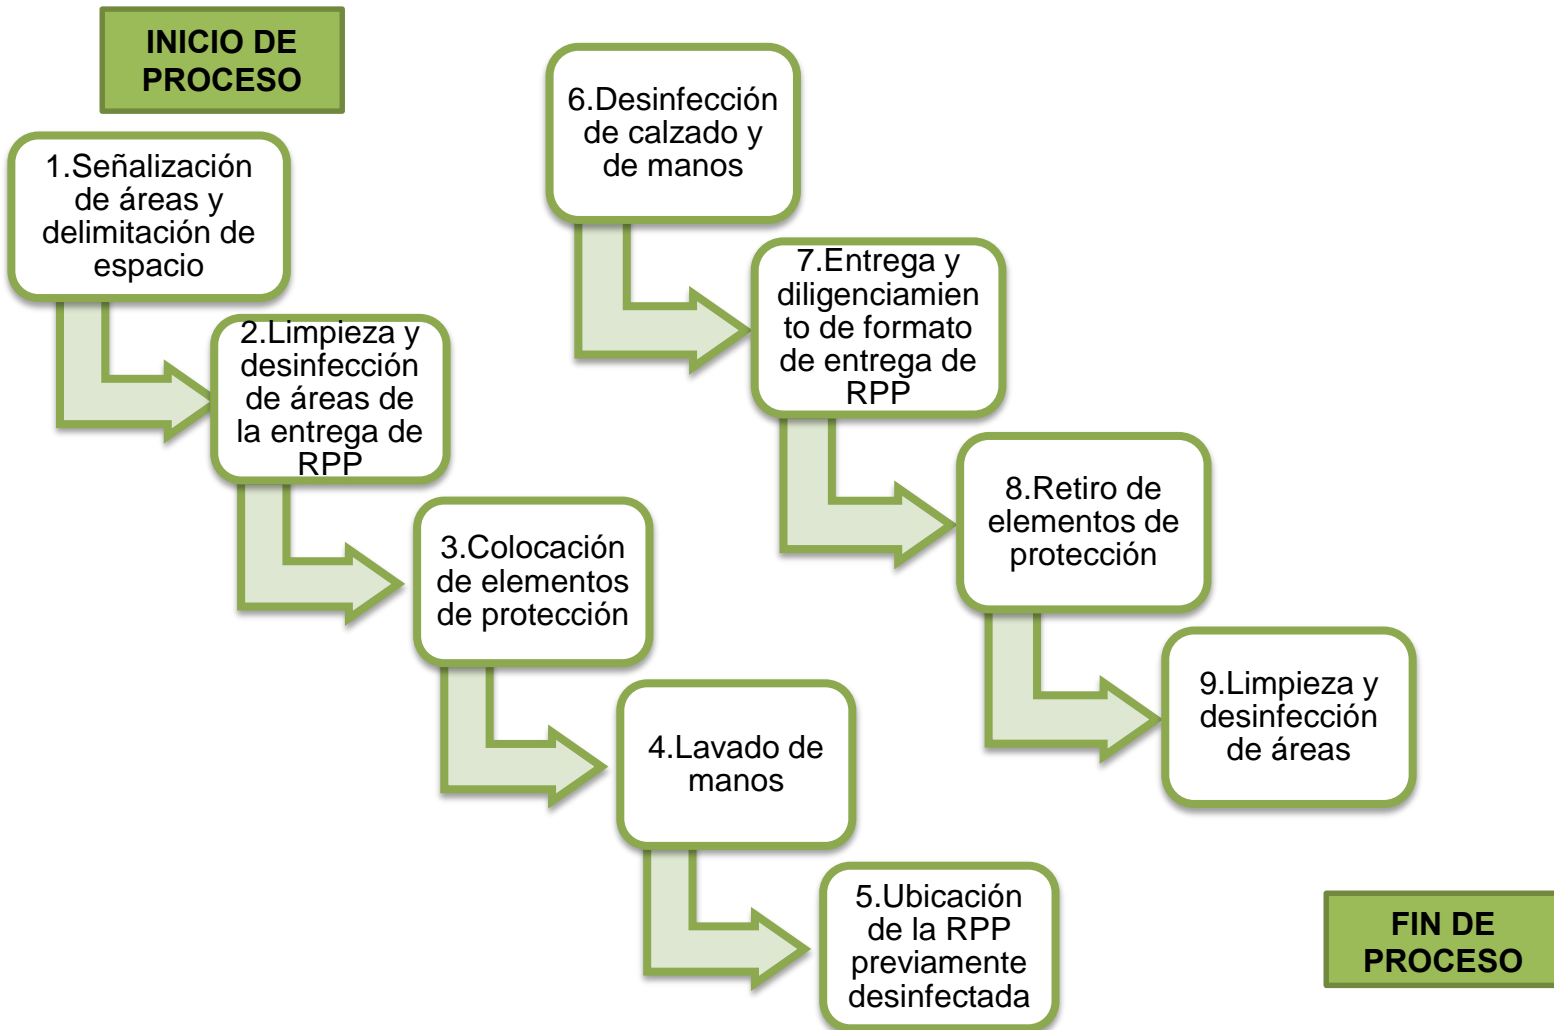 INICIO DE
PROCESO
1.Señalización
de áreas y
delimitación de
espacio
2.Limpieza y
desinfección
de áreas de
la entrega de
RPP
3.Colocación
de elementos
de protección
4.Lavado de
manos
5.Ubicación
de la RPP
previamente
desinfectada
6.Desinfección
de calzado y
de manos
7.Entrega y
diligenciamien
to de formato
de entrega de
RPP
8.Retiro de
elementos de
protección
9.Limpieza y
desinfección
de áreas
FIN DE
PROCESO